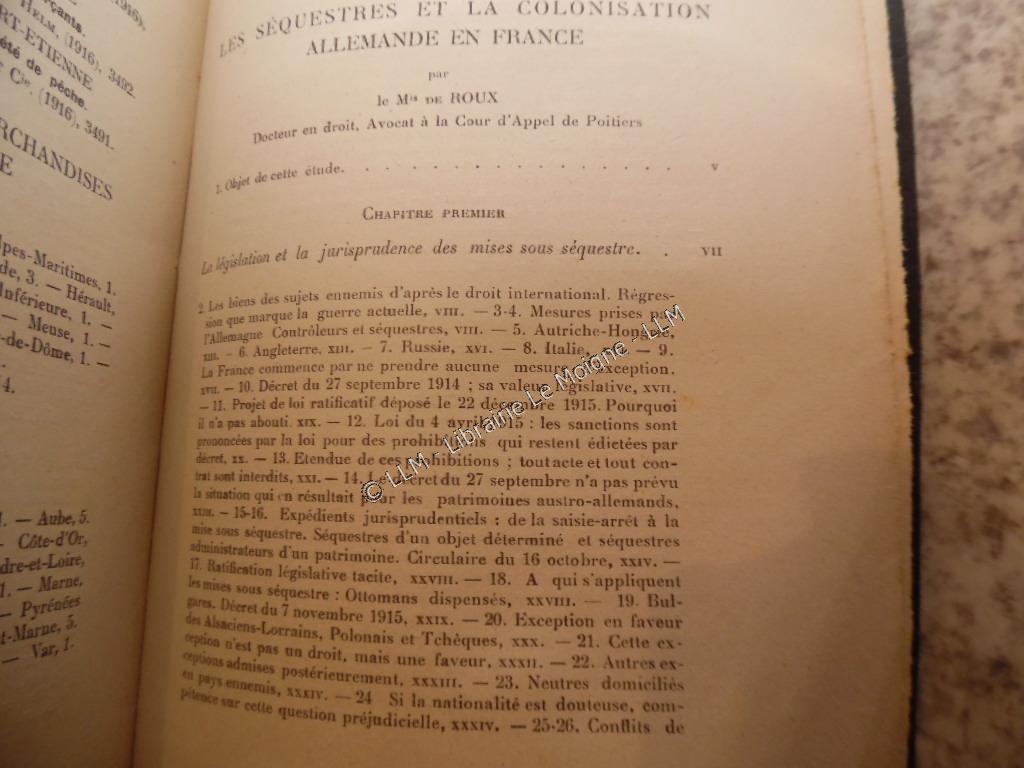 1916),
erçants.
HELM, (1916), 3492.
RT-ETIENNE
été de pêche.
Cie, (1916), 3491.
RCHANDISES
E
lpes-Maritimes, 1.
de, 3. — Hérault,
Inférieure, 1. —
— Meuse, 1. —
-de-Dôme, 1. —
4.
1. — Aube, 5.
- Côte-d'Or,
dre-et-Loire,
1. — Marne,
— Pyrénées
t-Marne, 5.
— Var, 1.
LES SÉQUESTRES ET LA COLONISATION
ALLEMANDE EN FRANCE
par
le Mis DE ROUX
Docteur en droit, Avocat à la Cour d'Appel de Poitiers
1. Objet de cette étude. . . . . . . . . . . . . . . V
CHAPITRE PREMIER
La législation et la jurisprudence des mises sous séquestre. . VII
2. Les biens des sujets ennemis d'après le droit international. Régres-
sion que marque la guerre actuelle, VIII. — 3-4. Mesures prises par
l'Allemagne Contrôleurs et séquestres, VIII. — 5. Autriche-Hongrie,
XIII. — 6. Angleterre, XIII. — 7. Russie, XVI. — 8. Italie, — 9.
La France commence par ne prendre aucune mesure d'exception.
XVII. — 10. Décret du 27 septembre 1914 ; sa valeur législative, XVII.
— 11. Projet de loi ratificatif déposé le 22 décembre 1915. Pourquoi
il n'a pas abouti. XIX. — 12. Loi du 4 avril 1915 : les sanctions sont
prononcées par la loi pour des prohibitions qui restent édictées par
décret, XX. — 13. Etendue de ces prohibitions ; tout acte et tout con-
trat sont interdits, XXI. — 14. Le Décret du 27 septembre n'a pas prévu
la situation qui en résultait pour les patrimoines austro-allemands,
XXIII. — 15-16. Expédients jurisprudentiels : de la saisie-arrêt à la
mise sous séquestre. Séquestres d'un objet déterminé et séquestres
administrateurs d'un patrimoine. Circulaire du 16 octobre, XXIV. —
17. Ratification législative tacite, XXVIII. — 18. A qui s'appliquent
les mises sous séquestre : Ottomans dispensés, XXVIII. — 19. Bul-
gares. Décret du 7 novembre 1915, XXIX. — 20. Exception en faveur
des Alsaciens-Lorrains, Polonais et Tchèques, XXX. — 21. Cette ex-
ception n'est pas un droit, mais une faveur, XXXII. — 22. Autres ex-
ceptions admises postérieurement, XXXIII. — 23. Neutres domiciliés
en pays ennemis, XXXIV. — 24 Si la nationalité est douteuse, com-
pétence sur cette question préjudicielle, XXXIV. — 25-26. Conflits de
© LLM - Librairie Le Moigne - LLM